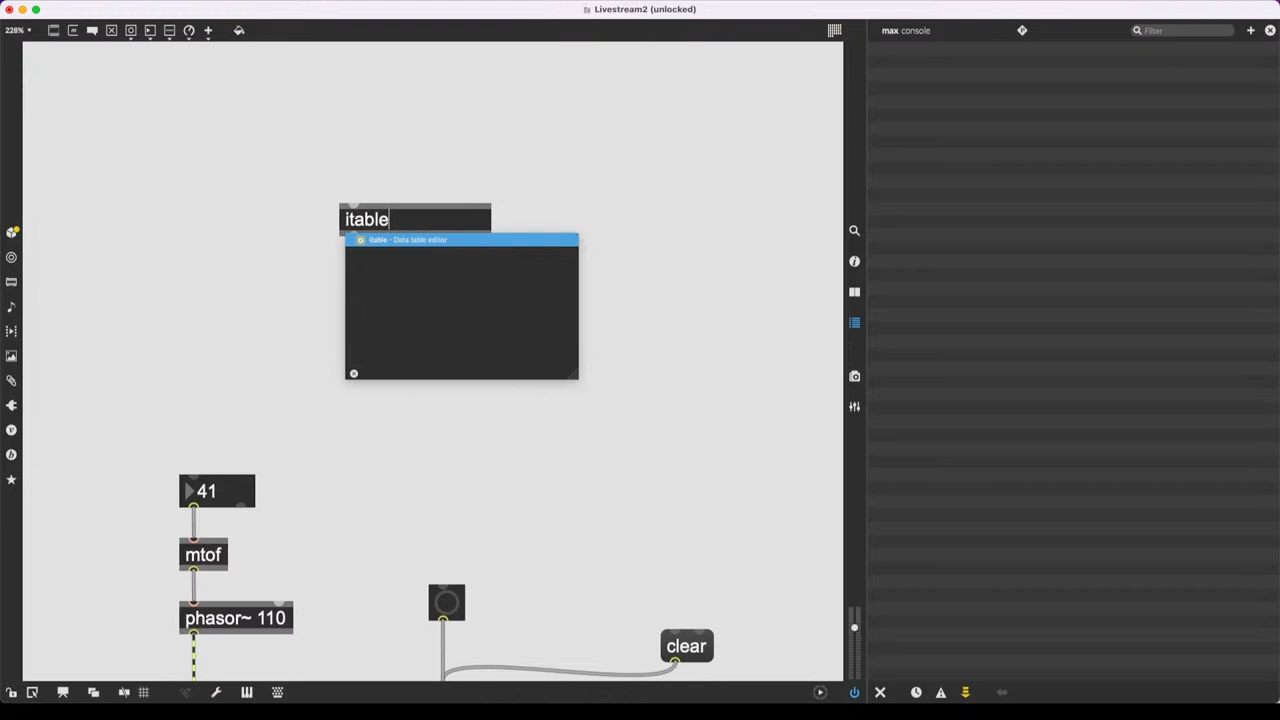 Livestream2 (unlocked)
228%
max console
Filter
itable
itable - Data table editor
41
mtof
phasor~ 110
clear